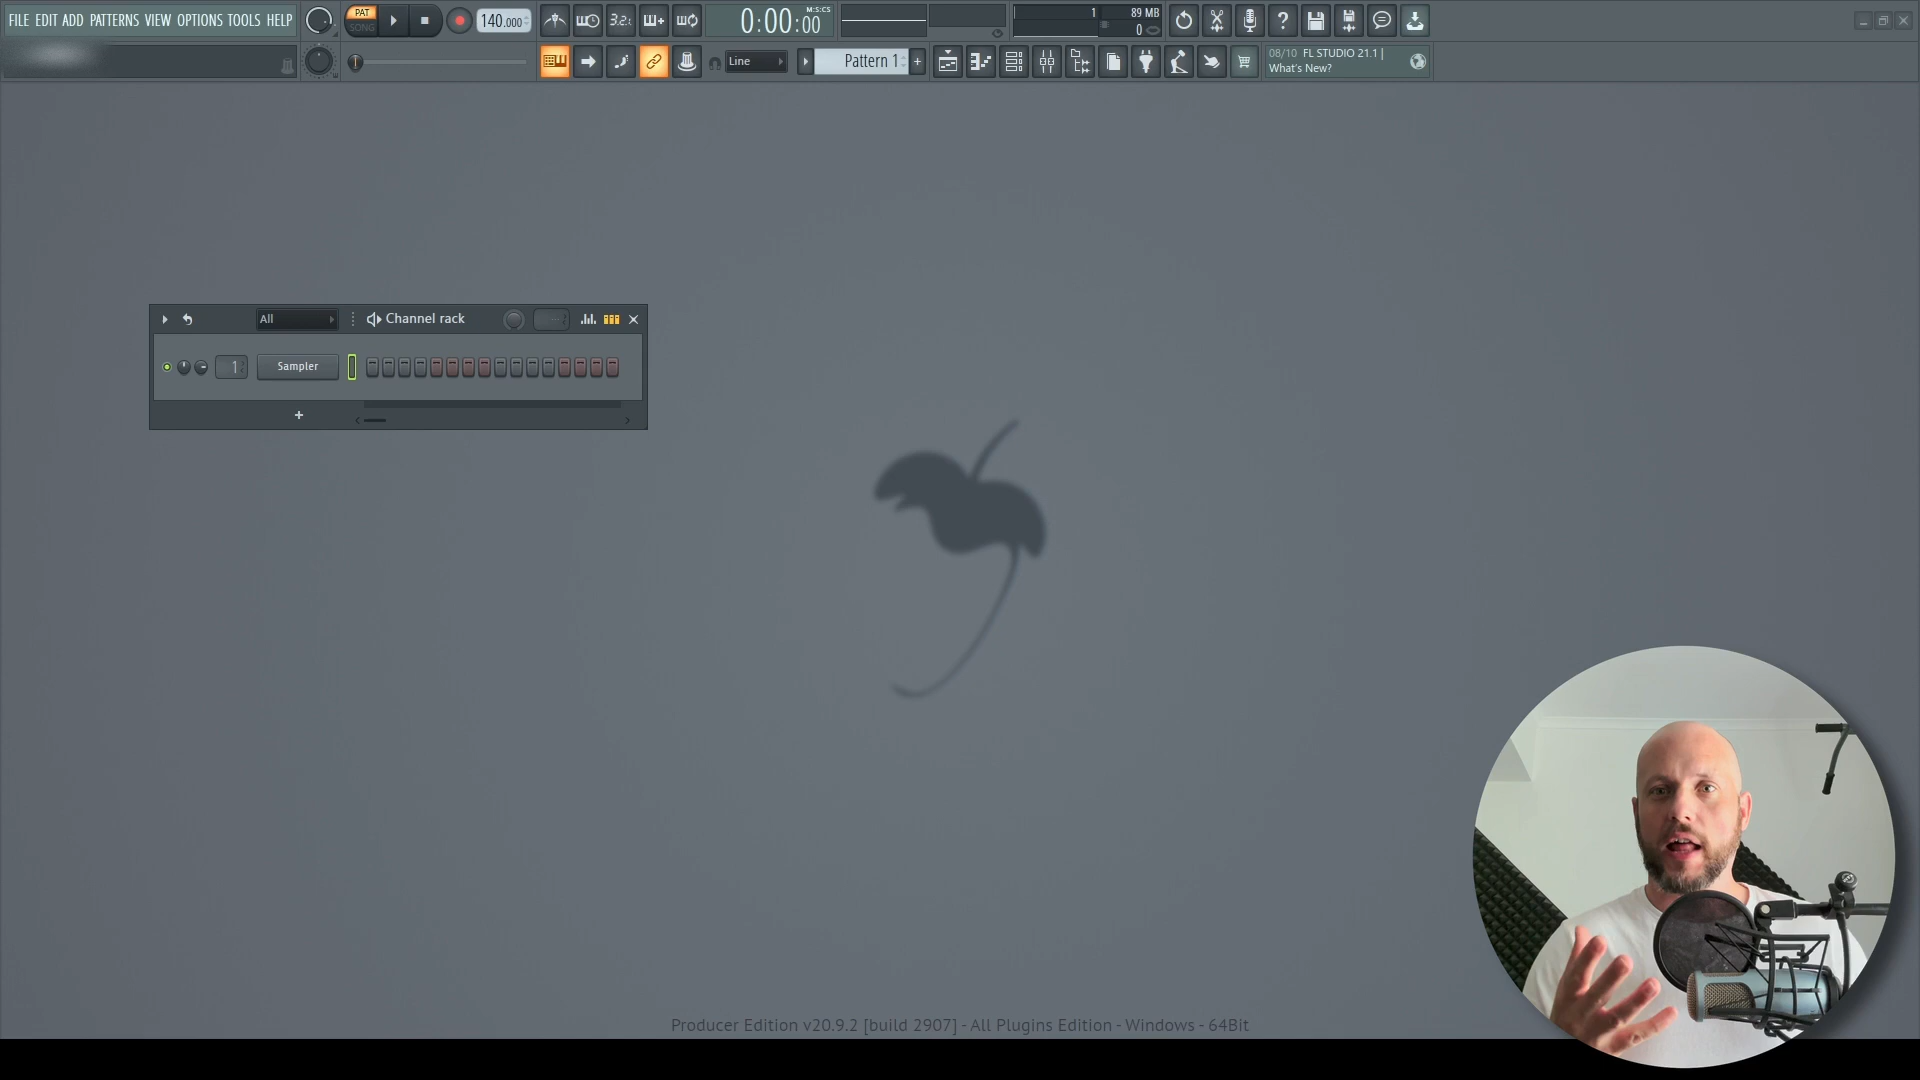 FILE EDIT ADD PATTERNS VIEW OPTIONS TOOLS HELP
PAT
SONG
140.000
3.2.
0:00:00
M:S:CS
1
89 MB
0
Line
Pattern 1
+
08/10 FL STUDIO 21.1 |
What's New?
All
Channel rack
1
Sampler
+
Producer Edition v20.9.2 [build 2907] - All Plugins Edition - Windows - 64Bit